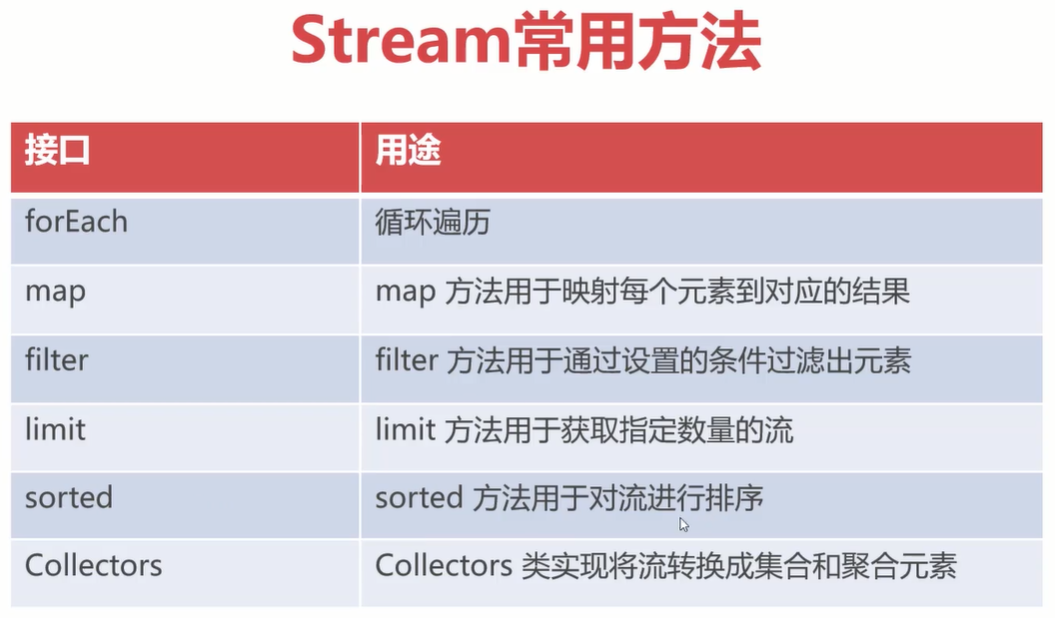 Stream常用方法
接口 用途
forEach 循环遍历
map map 方法用于映射每个元素到对应的结果
filter filter 方法用于通过设置的条件过滤出元素
limit limit 方法用于获取指定数量的流
sorted sorted 方法用于对流进行排序
Collectors Collectors 类实现将流转换成集合和聚合元素